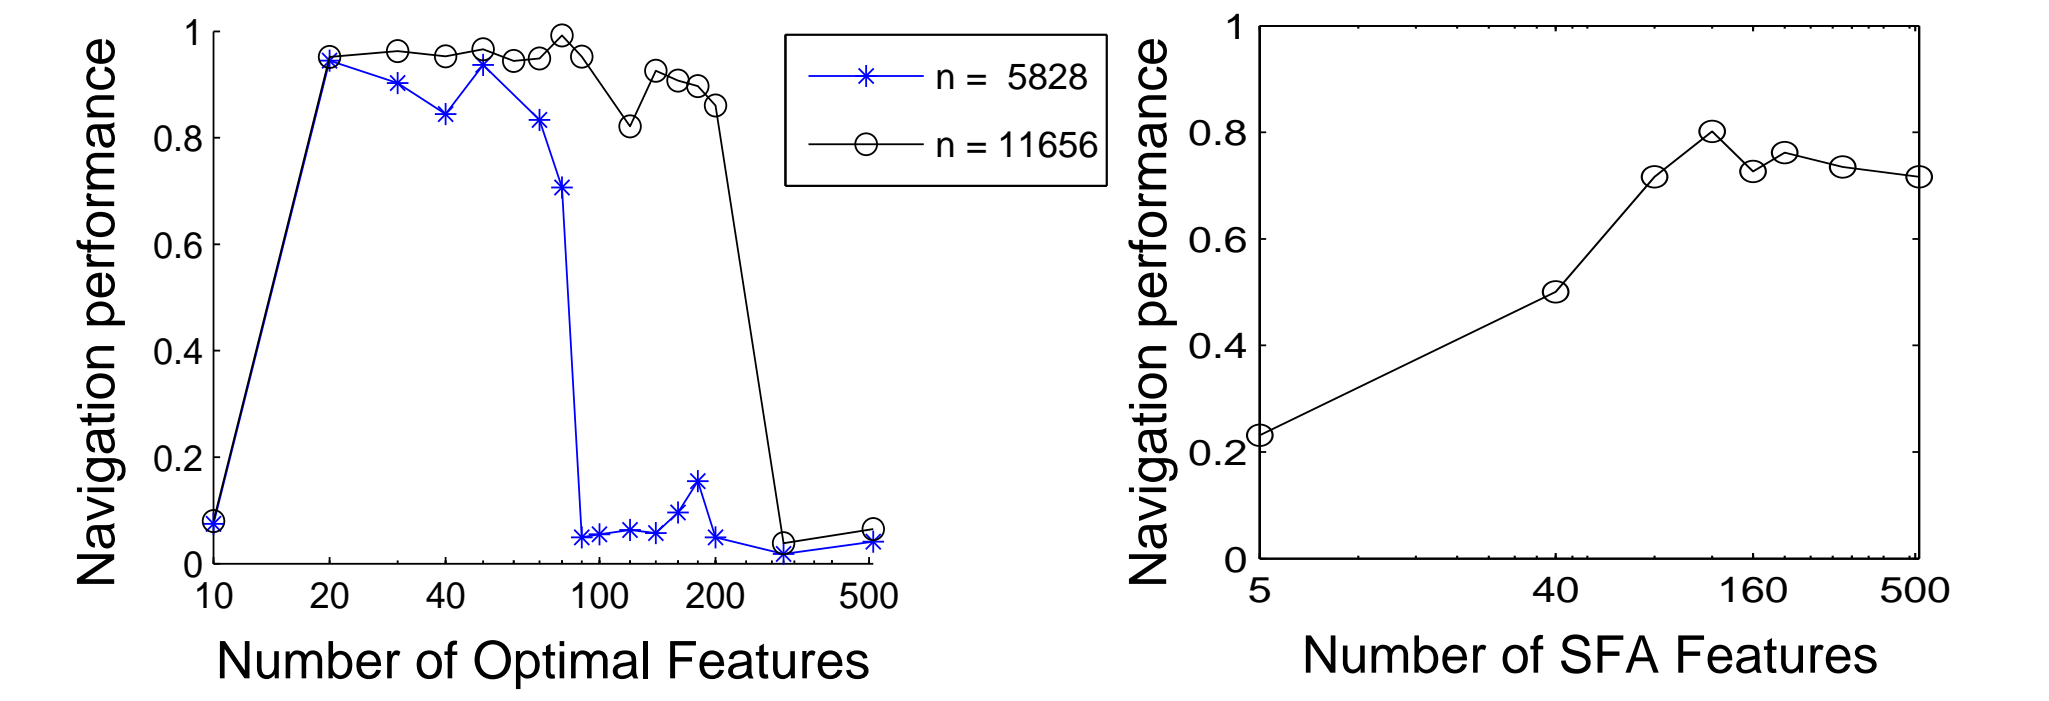 Navigation performance
1
0.8
0.6
0.4
0.2
0
10 20 40 100 200 500
Number of Optimal Features
n = 5828
n = 11656
Navigation performance
1
0.8
0.6
0.4
0.2
0
5 40 160 500
Number of SFA Features